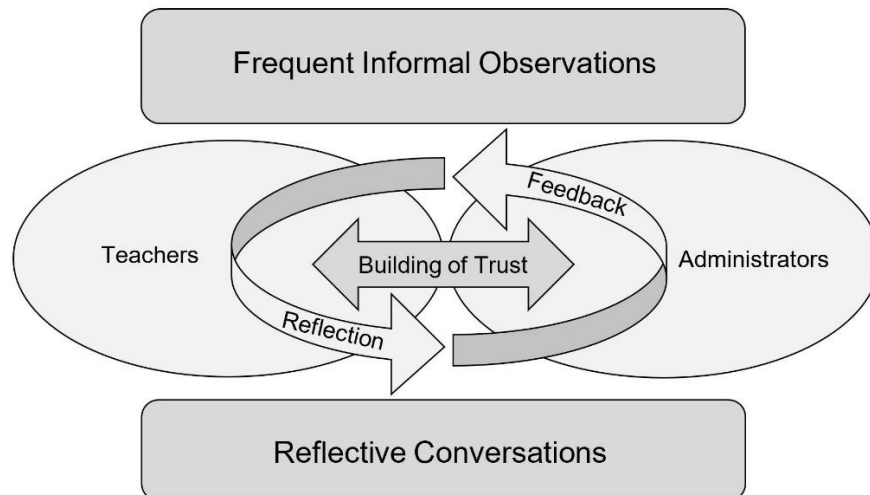 Frequent Informal Observations
Feedback
Teachers
Building of Trust
Administrators
Reflection
Reflective Conversations